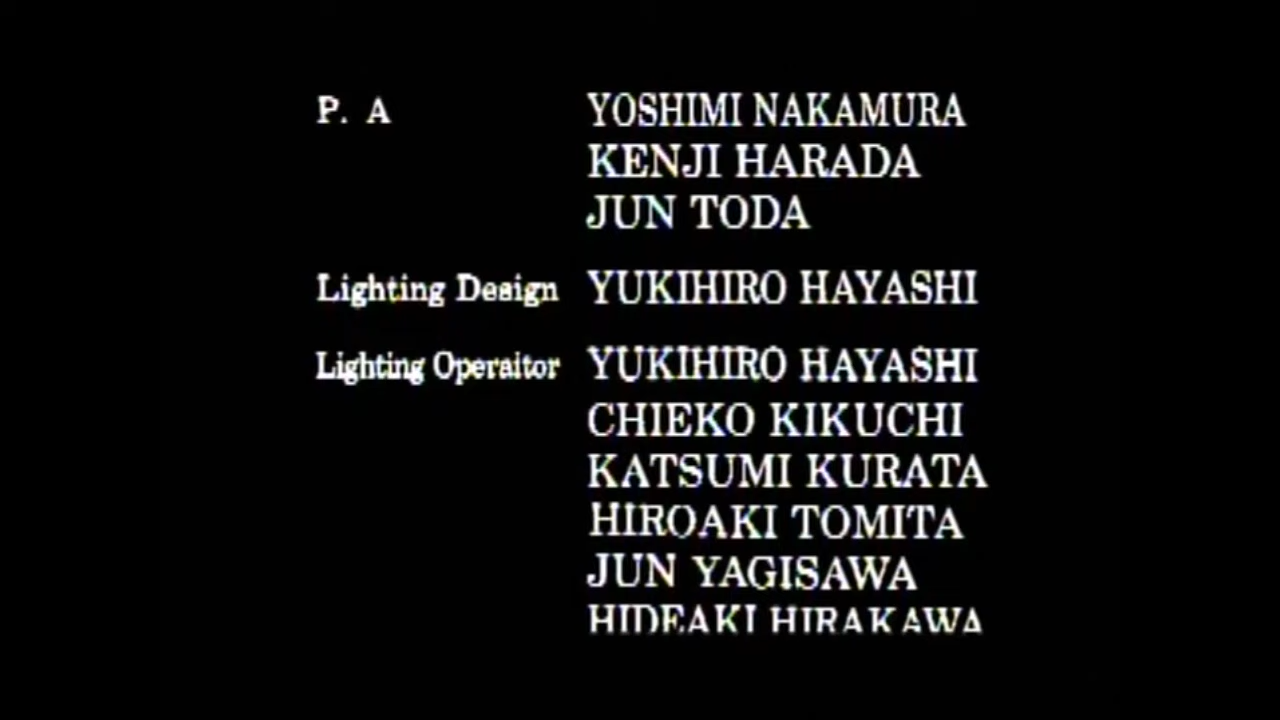 P. A YOSHIMI NAKAMURA
KENJI HARADA
JUN TODA
Lighting Design YUKIHIRO HAYASHI
Lighting Operaitor YUKIHIRO HAYASHI
CHIEKO KIKUCHI
KATSUMI KURATA
HIROAKI TOMITA
JUN YAGISAWA
HIDEAKI HIRAKAWA